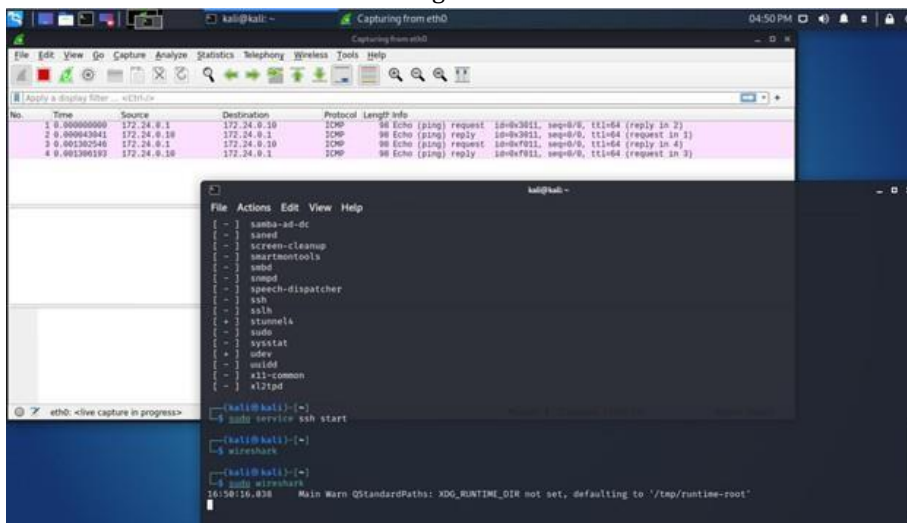 kali@kali: ~ Capturing from eth0 04:50 PM
Capturing from eth0
File Edit View Go Capture Analyze Statistics Telephony Wireless Tools Help
Apply a display filter ... <Ctrl-/>
No. Time Source Destination Protocol Length Info
1 0.000000000 172.24.0.1 172.24.0.10 ICMP 98 Echo (ping) request id=0x3011, seq=0/0, ttl=64 (reply in 2)
2 0.000043041 172.24.0.10 172.24.0.1 ICMP 98 Echo (ping) reply id=0x3011, seq=0/0, ttl=64 (request in 1)
3 0.001302546 172.24.0.1 172.24.0.10 ICMP 98 Echo (ping) request id=0xf011, seq=0/0, ttl=64 (reply in 4)
4 0.001306193 172.24.0.10 172.24.0.1 ICMP 98 Echo (ping) reply id=0xf011, seq=0/0, ttl=64 (request in 3)
kali@kali: ~
File Actions Edit View Help
[ - ] samba-ad-dc
[ - ] saned
[ - ] screen-cleanup
[ - ] smartmontools
[ - ] smbd
[ - ] snmpd
[ - ] speech-dispatcher
[ - ] ssh
[ - ] sslh
[ + ] stunnel4
[ - ] sudo
[ - ] sysstat
[ + ] udev
[ - ] uuidd
[ - ] x11-common
[ - ] xl2tpd
(kali@kali)-[~]
$ sudo service ssh start
(kali@kali)-[~]
$ wireshark
(kali@kali)-[~]
$ sudo wireshark
16:50:16.038 Main Warn QStandardPaths: XDG_RUNTIME_DIR not set, defaulting to '/tmp/runtime-root'
eth0: <live capture in progress>